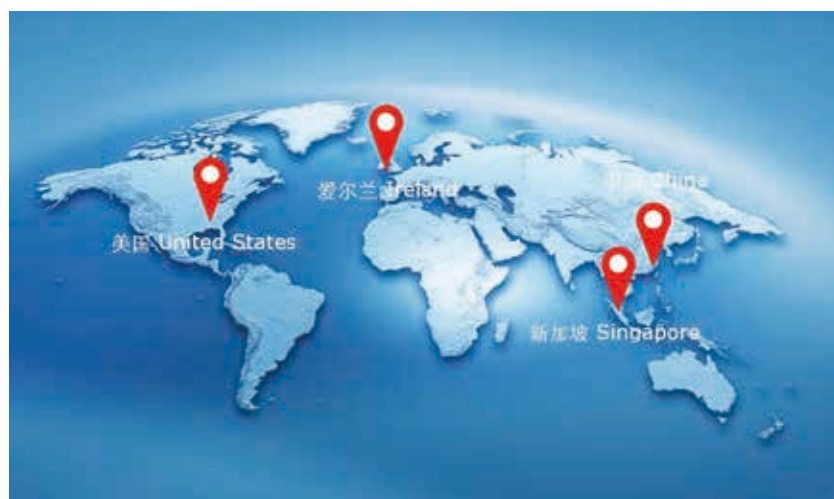 爱尔兰 Ireland
China
美国 United States
新加坡 Singapore